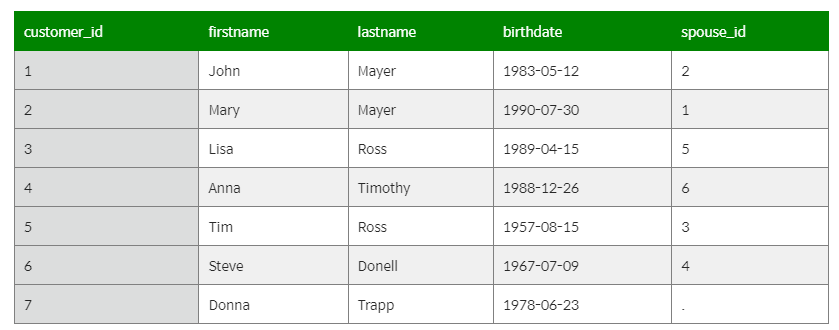 customer_id firstname lastname birthdate spouse_id
1 John Mayer 1983-05-12 2
2 Mary Mayer 1990-07-30 1
3 Lisa Ross 1989-04-15 5
4 Anna Timothy 1988-12-26 6
5 Tim Ross 1957-08-15 3
6 Steve Donell 1967-07-09 4
7 Donna Trapp 1978-06-23 .